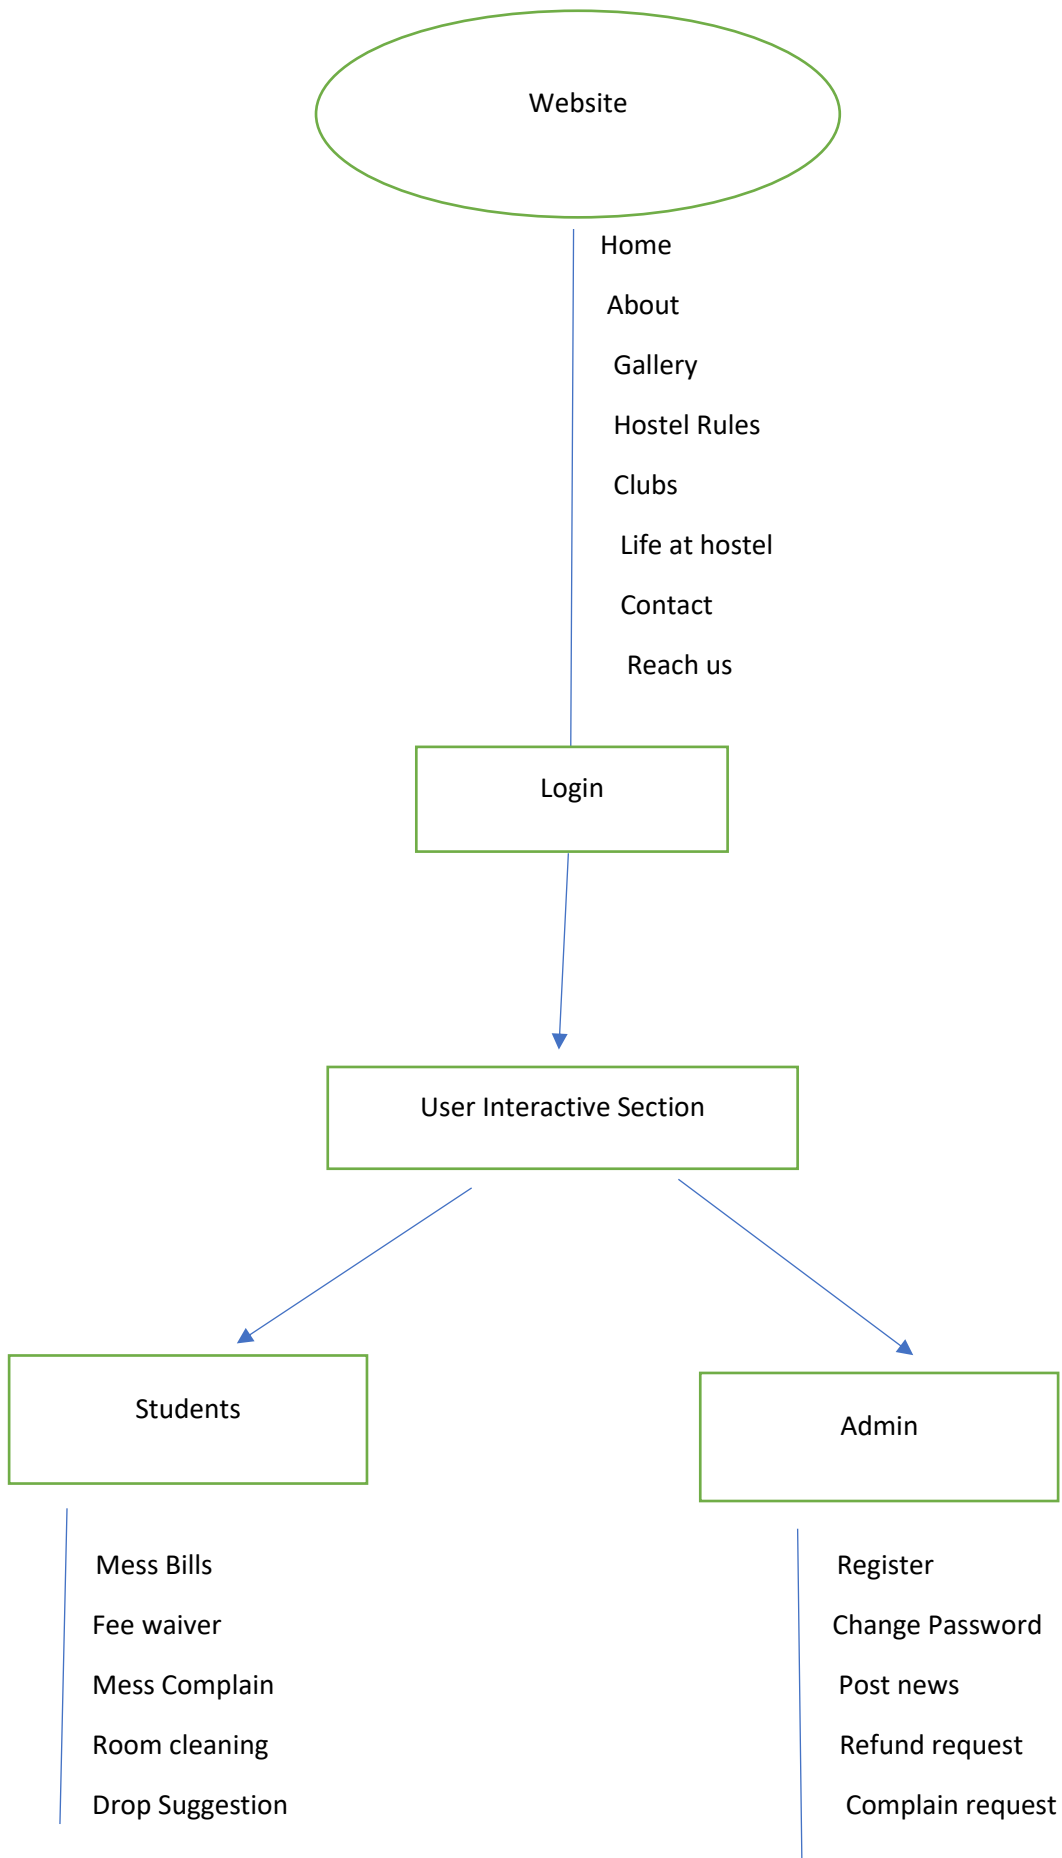 Website
Home
About
Gallery
Hostel Rules
Clubs
Life at hostel
Contact
Reach us
Login
User Interactive Section
Students
Mess Bills
Fee waiver
Mess Complain
Room cleaning
Drop Suggestion
Admin
Register
Change Password
Post news
Refund request
Complain request